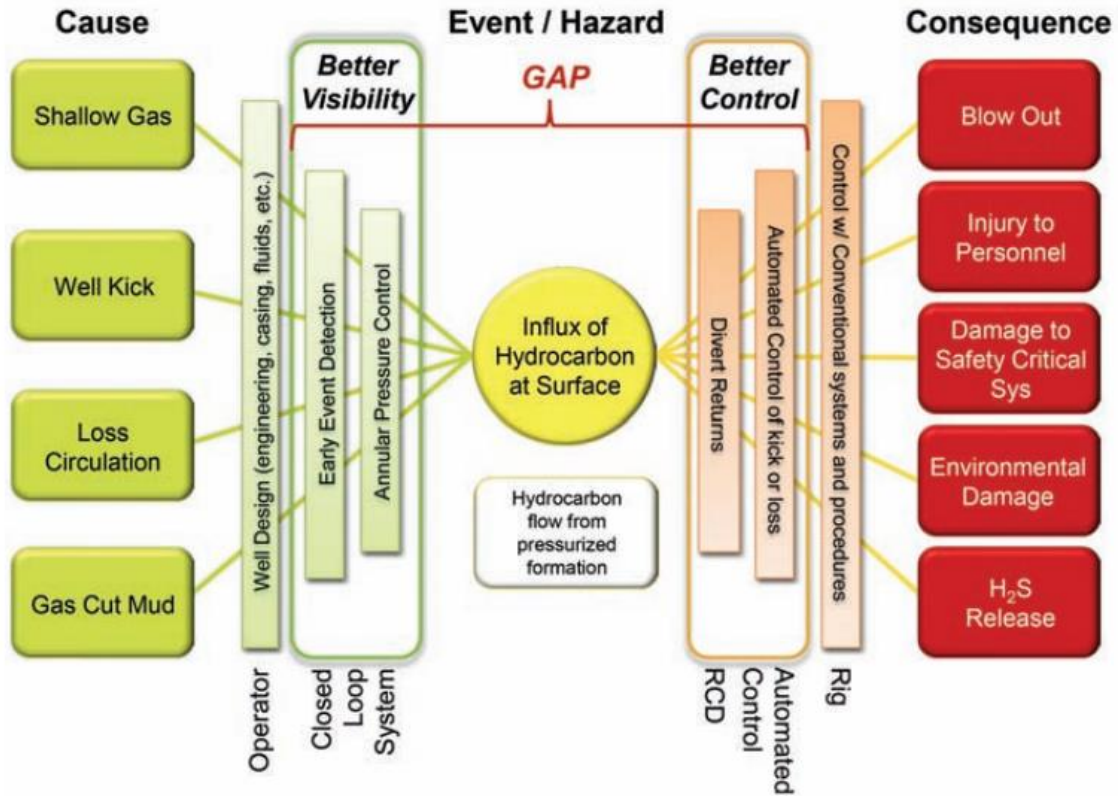 Cause
Event / Hazard
Consequence
Shallow Gas
Well Kick
Loss
Circulation
Gas Cut Mud
Well Design (engineering, casing, fluids, etc.)
Operator
Better
Visibility
Early Event Detection
Annular Pressure Control
Closed
Loop
System
GAP
Influx of
Hydrocarbon
at Surface
Hydrocarbon
flow from
pressurized
formation
Better
Control
Divert Returns
Automated Control of kick or loss
RCD
Automated
Control
Control w/ Conventional systems and procedures
Rig
Blow Out
Injury to
Personnel
Damage to
Safety Critical
Sys
Environmental
Damage
H₂S
Release